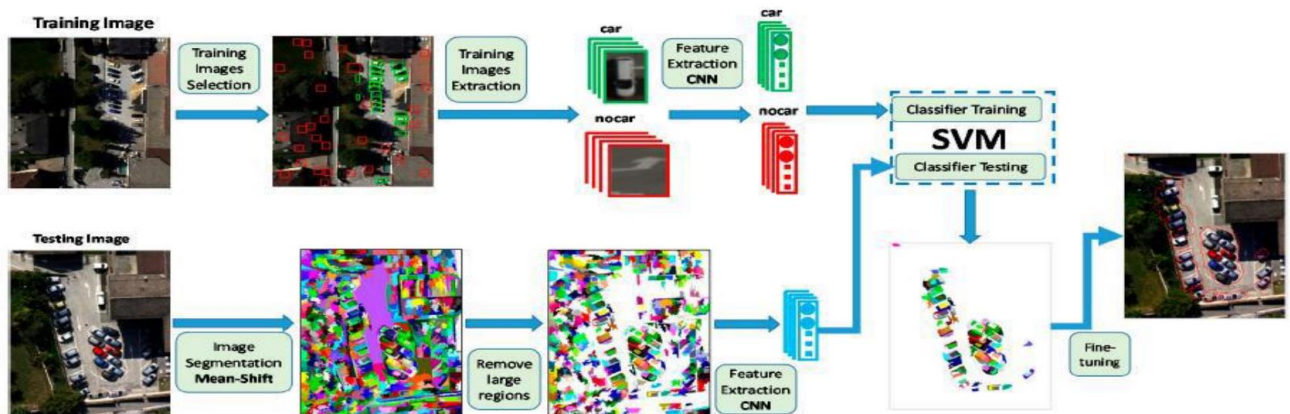 Training Image
Training
Images
Selection
Training
Images
Extraction
car
nocar
Feature
Extraction
CNN
car
nocar
Classifier Training
SVM
Classifier Testing
Testing Image
Image
Segmentation
Mean-Shift
Remove
large
regions
Feature
Extraction
CNN
Fine-
tuning